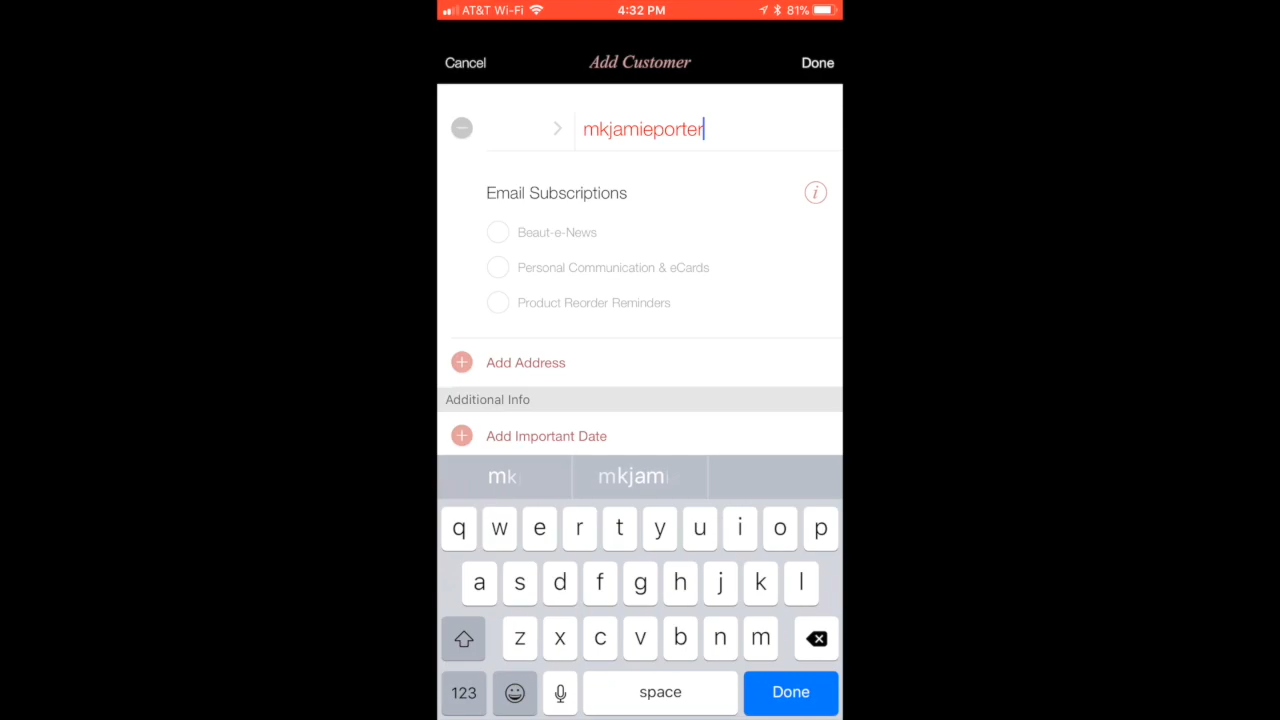 AT&T Wi-Fi 4:32 PM 81%
Cancel Add Customer Done
mkjamieporter
Email Subscriptions i
Beaut-e-News
Personal Communication & eCards
Product Reorder Reminders
Add Address
Additional Info
Add Important Date
mk mkjam
q w e r t y u i o p
a s d f g h j k l
z x c v b n m
123 space Done